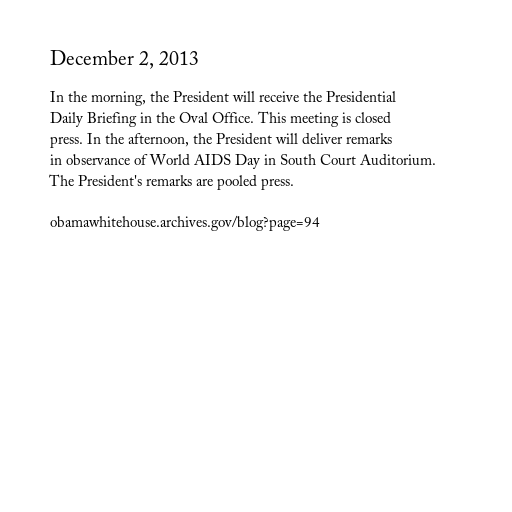 December 2, 2013
In the morning, the President will receive the Presidential
Daily Briefing in the Oval Office. This meeting is closed
press. In the afternoon, the President will deliver remarks
in observance of World AIDS Day in South Court Auditorium.
The President's remarks are pooled press.
obamawhitehouse.archives.gov/blog?page=94